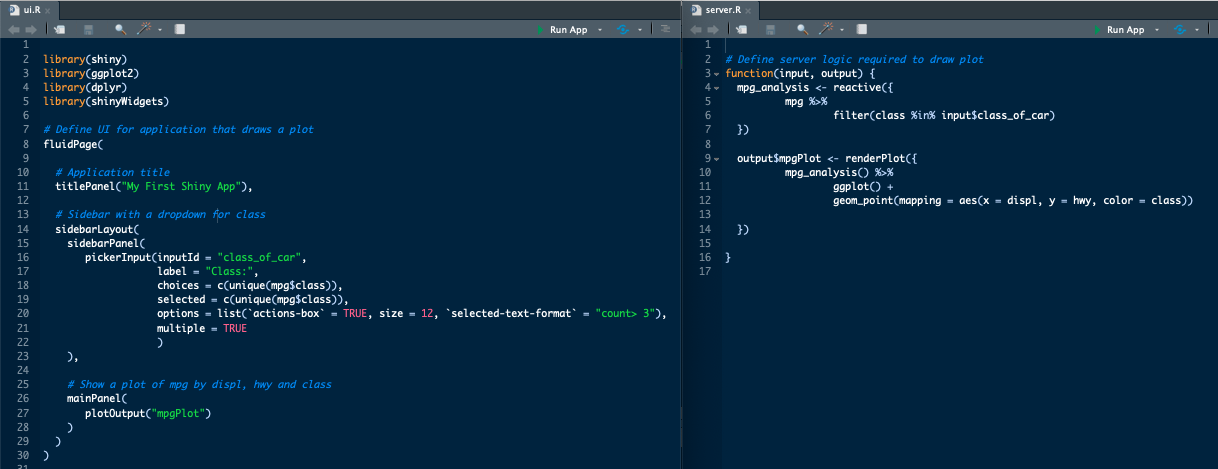 ui.R
Run App
1
2 library(shiny)
3 library(ggplot2)
4 library(dplyr)
5 library(shinyWidgets)
6
7 # Define UI for application that draws a plot
8 fluidPage(
9
10 # Application title
11 titlePanel("My First Shiny App"),
12
13 # Sidebar with a dropdown for class
14 sidebarLayout(
15 sidebarPanel(
16 pickerInput(inputId = "class_of_car",
17 label = "Class:",
18 choices = c(unique(mpg$class)),
19 selected = c(unique(mpg$class)),
20 options = list(`actions-box` = TRUE, size = 12, `selected-text-format` = "count> 3"),
21 multiple = TRUE
22 )
23 ),
24
25 # Show a plot of mpg by displ, hwy and class
26 mainPanel(
27 plotOutput("mpgPlot")
28 )
29 )
30 )
31
server.R
Run App
1
2 # Define server logic required to draw plot
3 function(input, output) {
4 mpg_analysis <- reactive({
5 mpg %>%
6 filter(class %in% input$class_of_car)
7 })
8
9 output$mpgPlot <- renderPlot({
10 mpg_analysis() %>%
11 ggplot() +
12 geom_point(mapping = aes(x = displ, y = hwy, color = class))
13
14 })
15
16 }
17